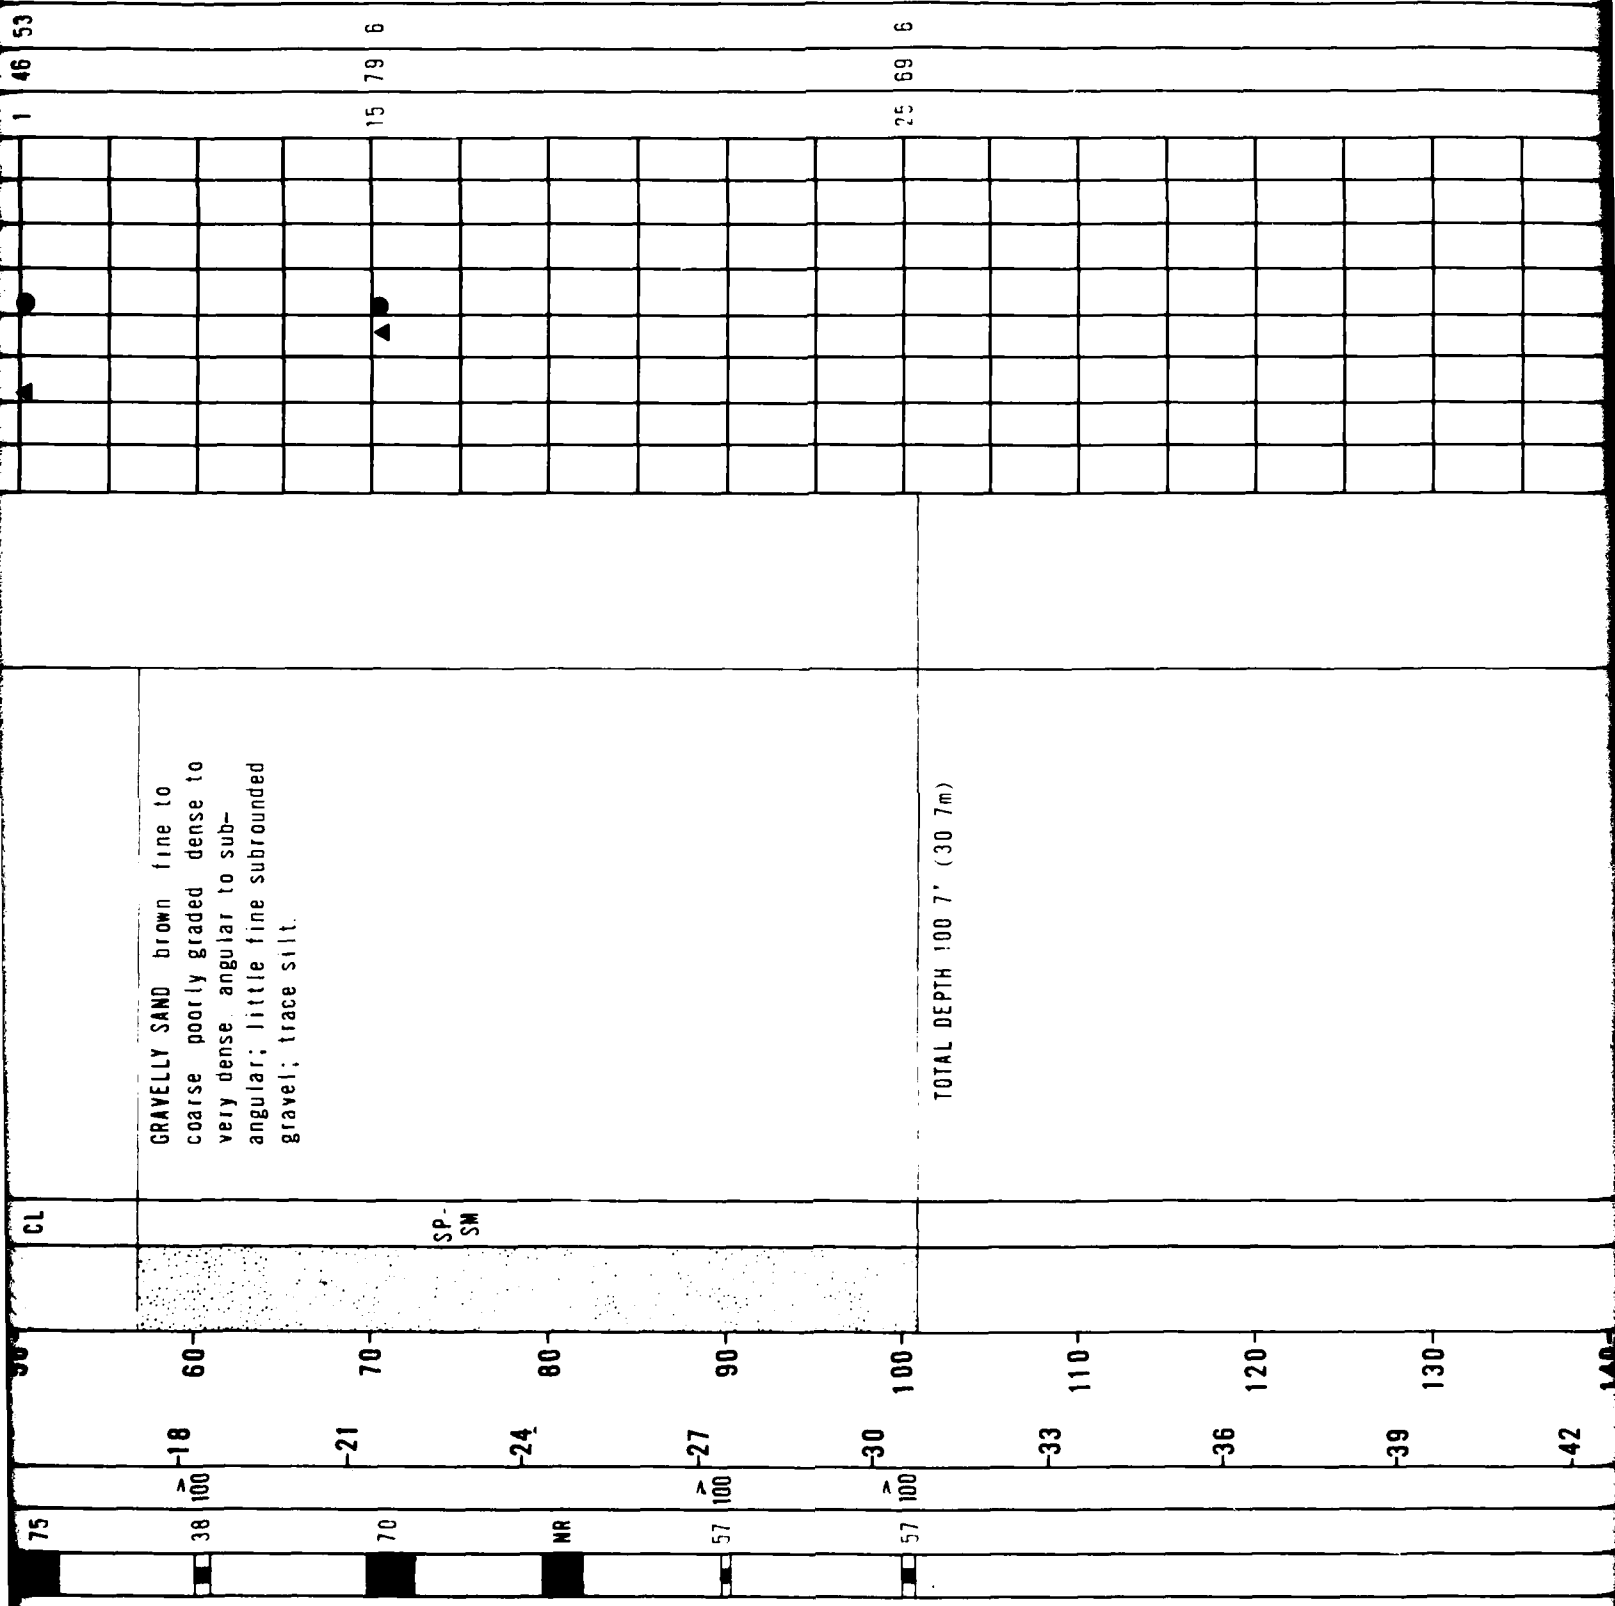 1 46 53
15 79 6
25 69 6
GRAVELLY SAND brown fine to
coarse poorly graded dense to
very dense angular to sub-
angular; little fine subrounded
gravel; trace silt.
TOTAL DEPTH 100 7' (30 7m)
CL
SP-
SM
60
70
80
90
100
110
120
130
140
18
21
24
27
30
33
36
39
42
>
100
>
100
>
100
75
38
70
NR
57
57